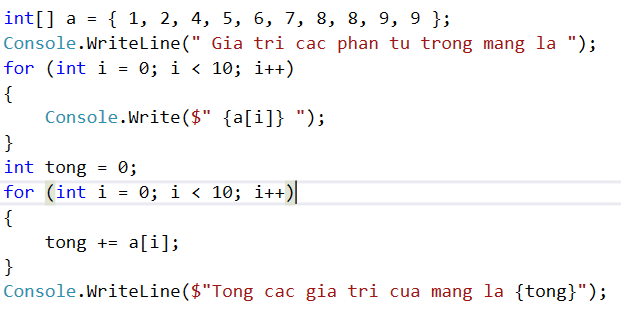 int[] a = { 1, 2, 4, 5, 6, 7, 8, 8, 9, 9 };
Console.WriteLine(" Gia tri cac phan tu trong mang la ");
for (int i = 0; i < 10; i++)
{
    Console.Write($" {a[i]} ");
}
int tong = 0;
for (int i = 0; i < 10; i++)
{
    tong += a[i];
}
Console.WriteLine($"Tong cac gia tri cua mang la {tong}");